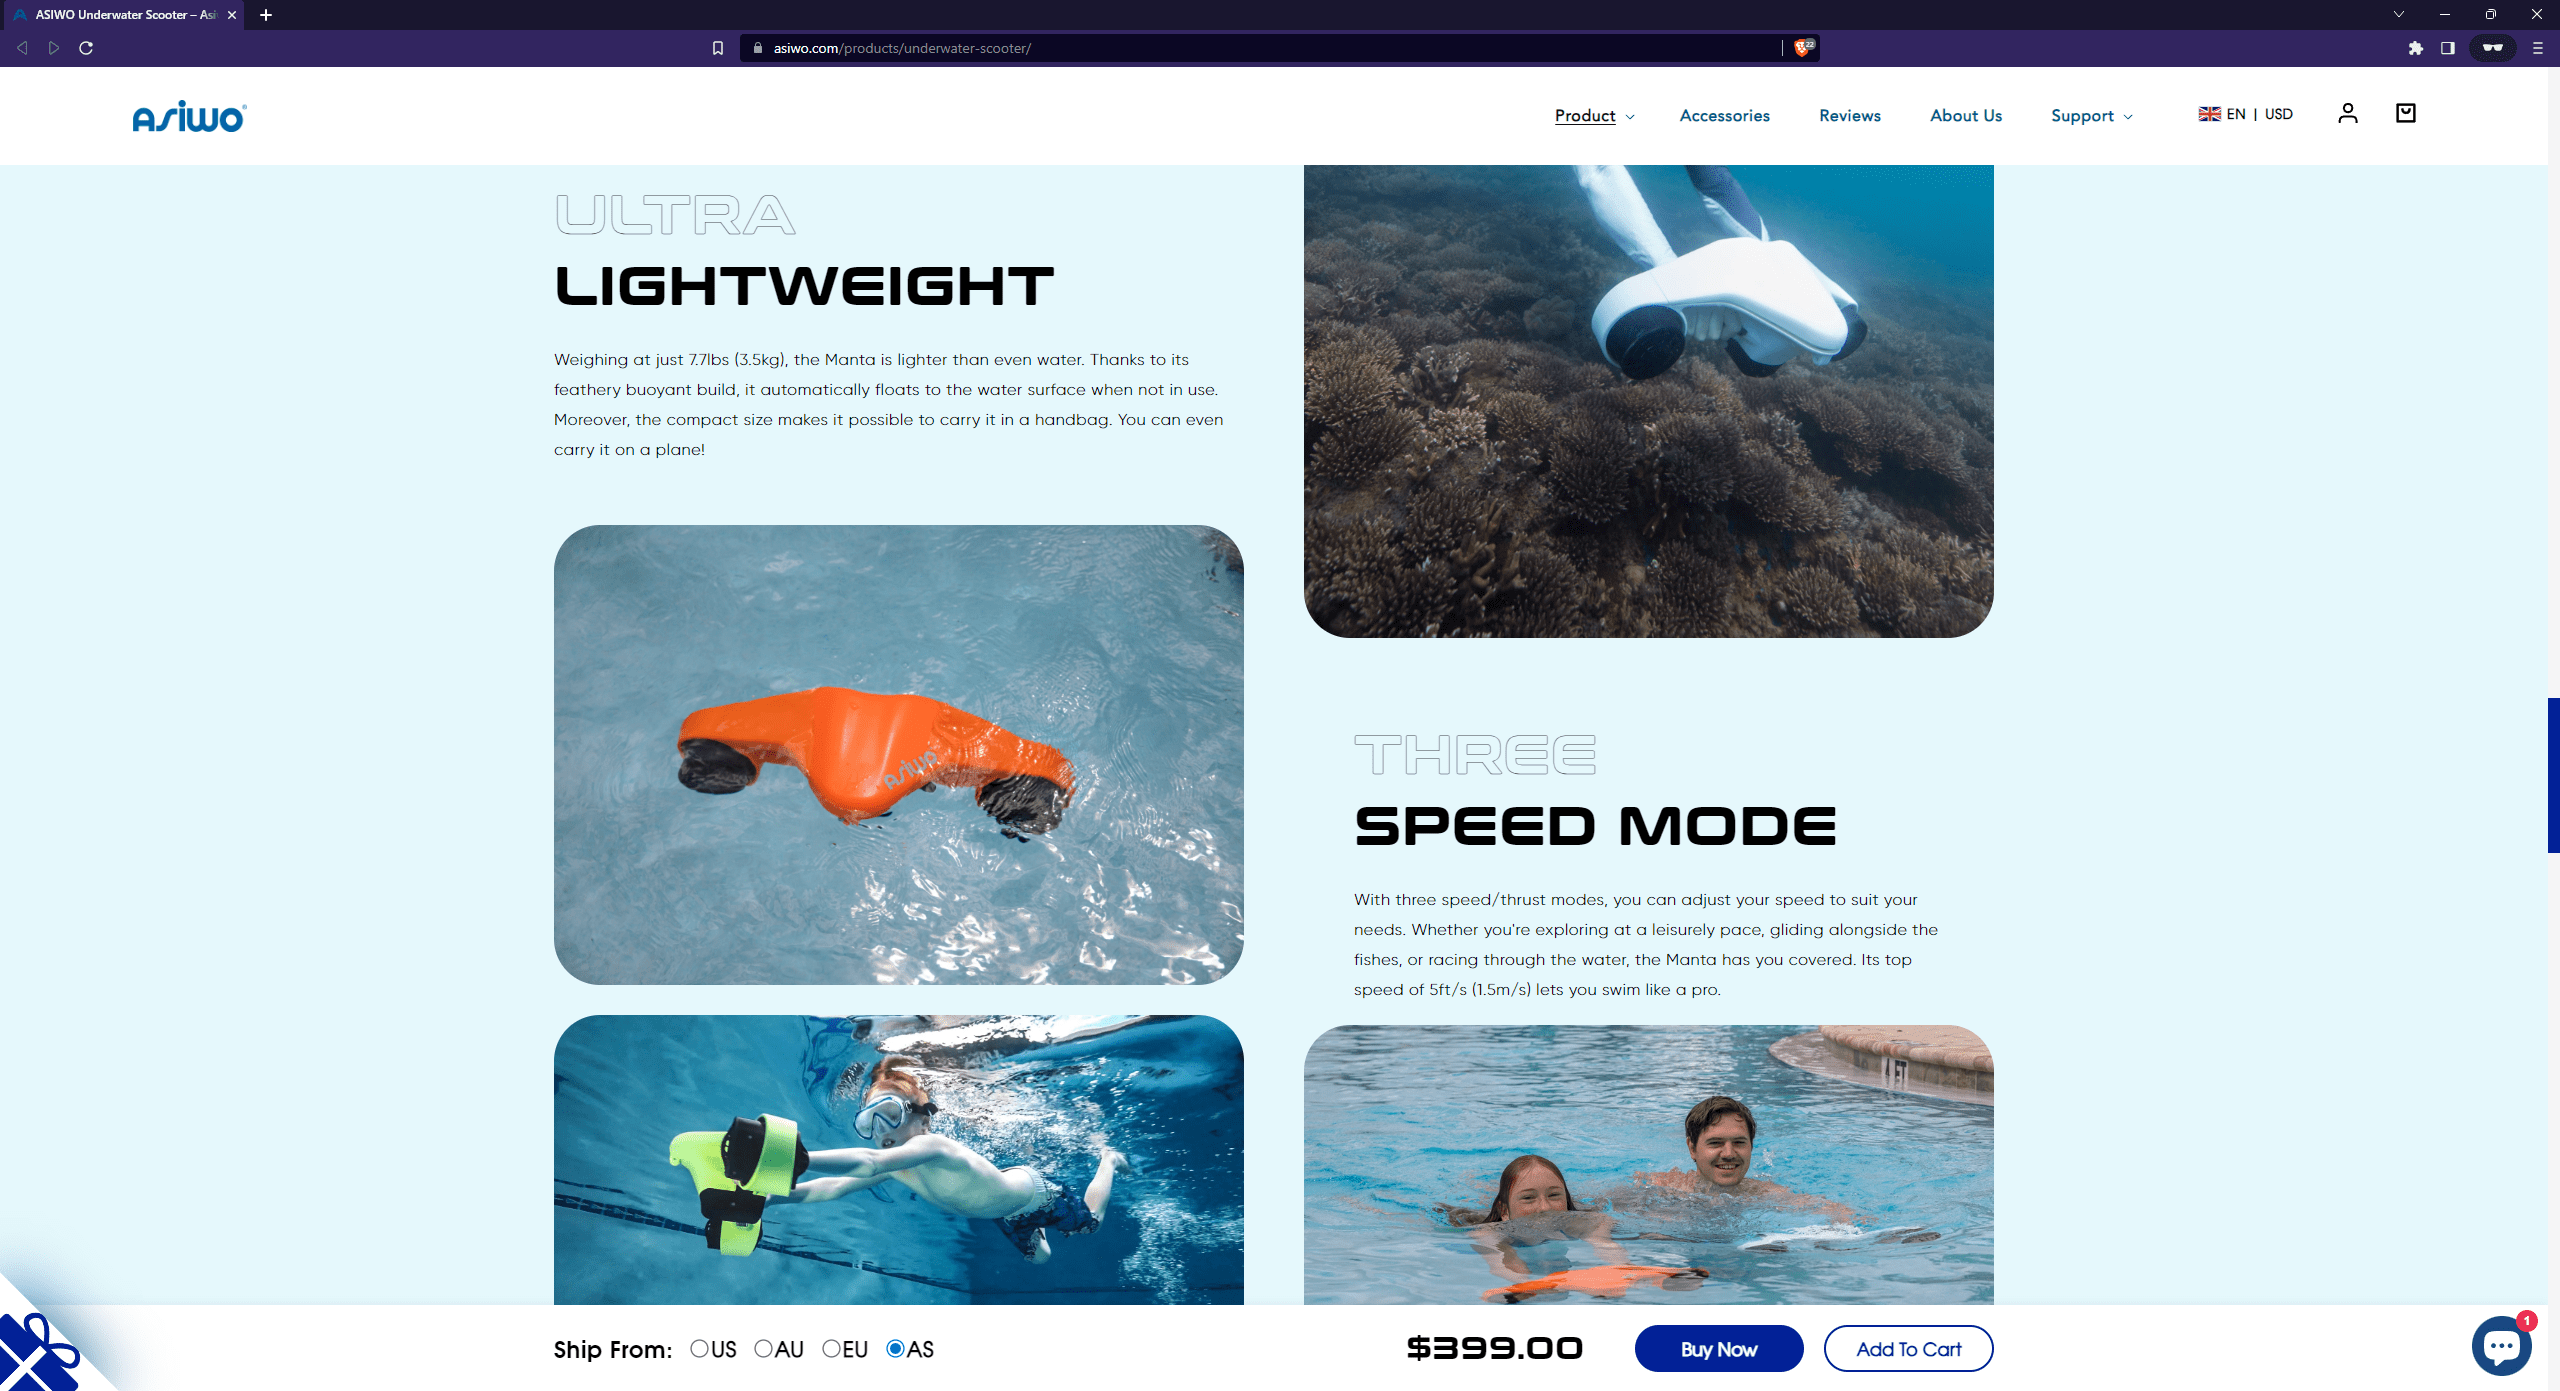 ASIWO Underwater Scooter – Asi
asiwo.com/products/underwater-scooter/
22
Asiwo
Product
Accessories
Reviews
About Us
Support
EN | USD
ULTRA
LIGHTWEIGHT
Weighing at just 7.7lbs (3.5kg), the Manta is lighter than even water. Thanks to its
feathery buoyant build, it automatically floats to the water surface when not in use.
Moreover, the compact size makes it possible to carry it in a handbag. You can even
carry it on a plane!
asiwo
THREE
SPEED MODE
With three speed/thrust modes, you can adjust your speed to suit your
needs. Whether you're exploring at a leisurely pace, gliding alongside the
fishes, or racing through the water, the Manta has you covered. Its top
speed of 5ft/s (1.5m/s) lets you swim like a pro.
Ship From: US AU EU AS
$399.00
Buy Now
Add To Cart
1